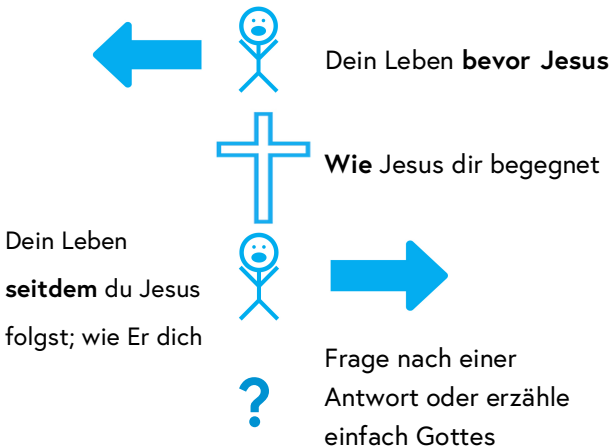 Dein Leben bevor Jesus
Wie Jesus dir begegnet
Dein Leben
seitdem du Jesus
folgst; wie Er dich
?
Frage nach einer
Antwort oder erzähle
einfach Gottes